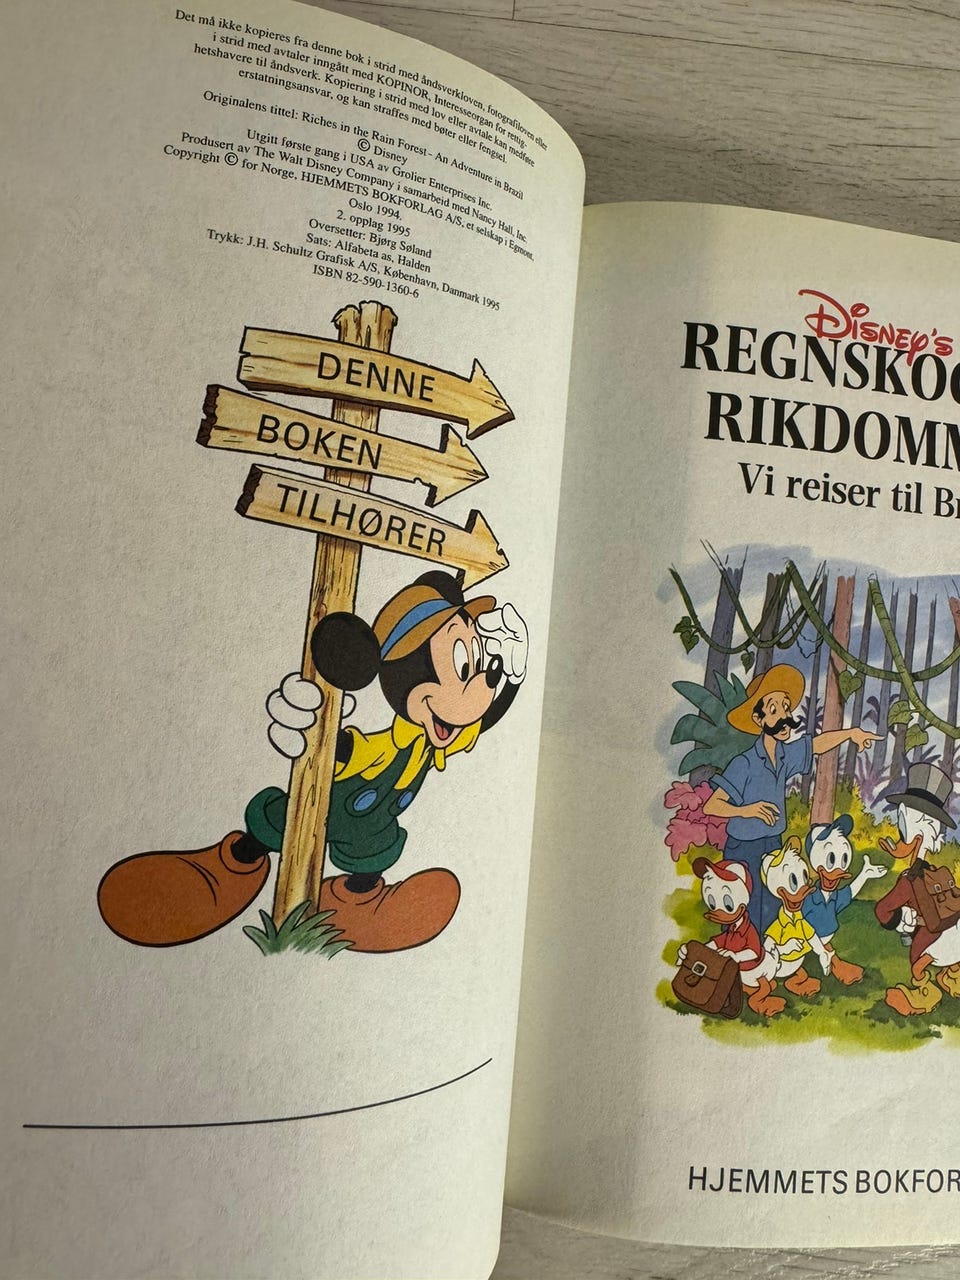 Det må ikke kopieres fra denne bok i strid med åndsverkloven, fotografiloven eller
i strid med avtaler inngått med KOPINOR, Interesseorgan for rettig-
hetshavere til åndsverk. Kopiering i strid med lov eller avtale kan medføre
erstatningsansvar, og kan straffes med bøter eller fengsel.
Originalens tittel: Riches in the Rain Forest - An Adventure in Brazil
© Disney
Utgitt første gang i USA av Grolier Enterprises Inc.
Produsert av The Walt Disney Company i samarbeid med Nancy Hall, Inc.
Copyright © for Norge, HJEMMETS BOKFORLAG A/S, et selskap i Egmont,
Oslo 1994.
2. opplag 1995
Oversetter: Bjørg Søland
Sats: Alfabeta as, Halden
Trykk: J.H. Schultz Grafisk A/S, København, Danmark 1995
ISBN 82-590-1360-6
DENNE
BOKEN
TILHØRER
Disney's
REGNSKOG
RIKDOMM
Vi reiser til Br
HJEMMETS BOKFOR